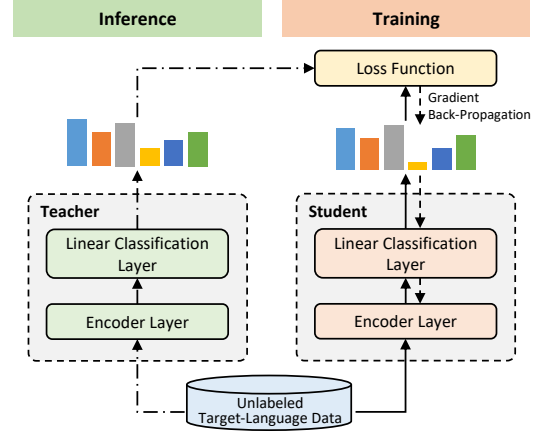 Inference
Training
Loss Function
Gradient
Back-Propagation
Teacher
Linear Classification
Layer
Encoder Layer
Student
Linear Classification
Layer
Encoder Layer
Unlabeled
Target-Language Data